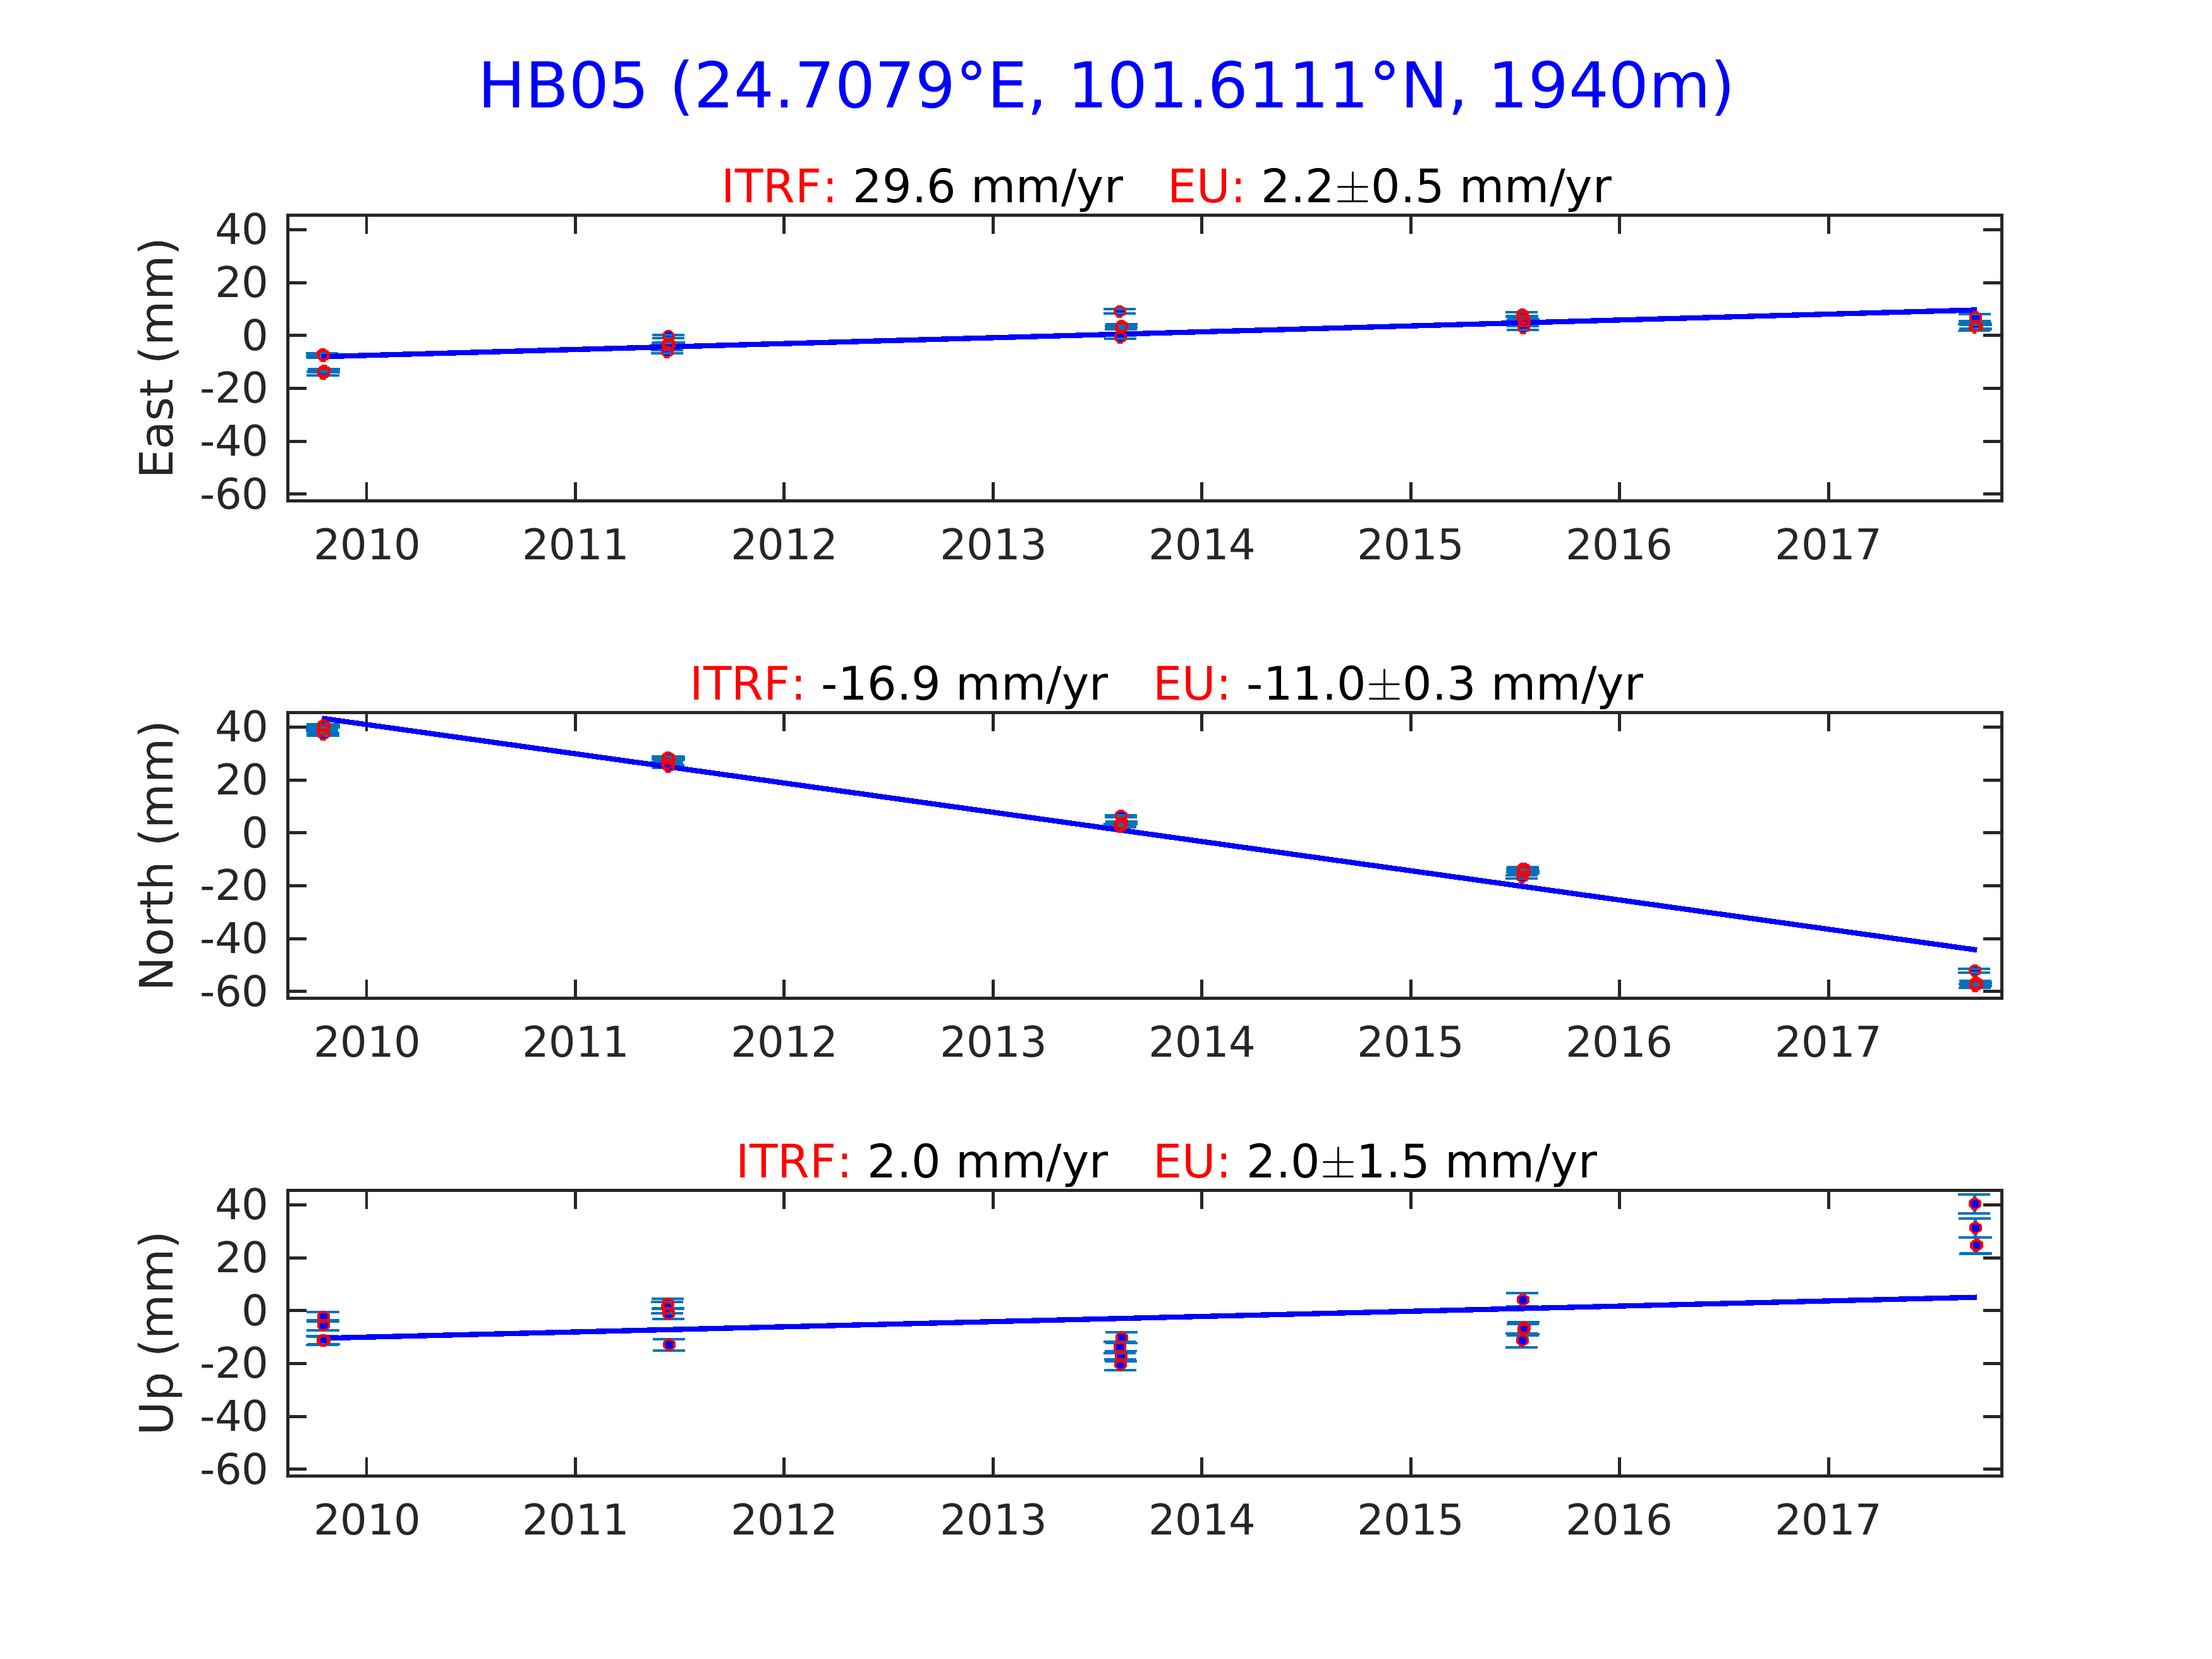 HB05 (24.7079°E, 101.6111°N, 1940m)
ITRF: 29.6 mm/yr EU: 2.2±0.5 mm/yr
East (mm)
40
20
0
-20
-40
-60
2010 2011 2012 2013 2014 2015 2016 2017
ITRF: -16.9 mm/yr EU: -11.0±0.3 mm/yr
North (mm)
40
20
0
-20
-40
-60
2010 2011 2012 2013 2014 2015 2016 2017
ITRF: 2.0 mm/yr EU: 2.0±1.5 mm/yr
Up (mm)
40
20
0
-20
-40
-60
2010 2011 2012 2013 2014 2015 2016 2017